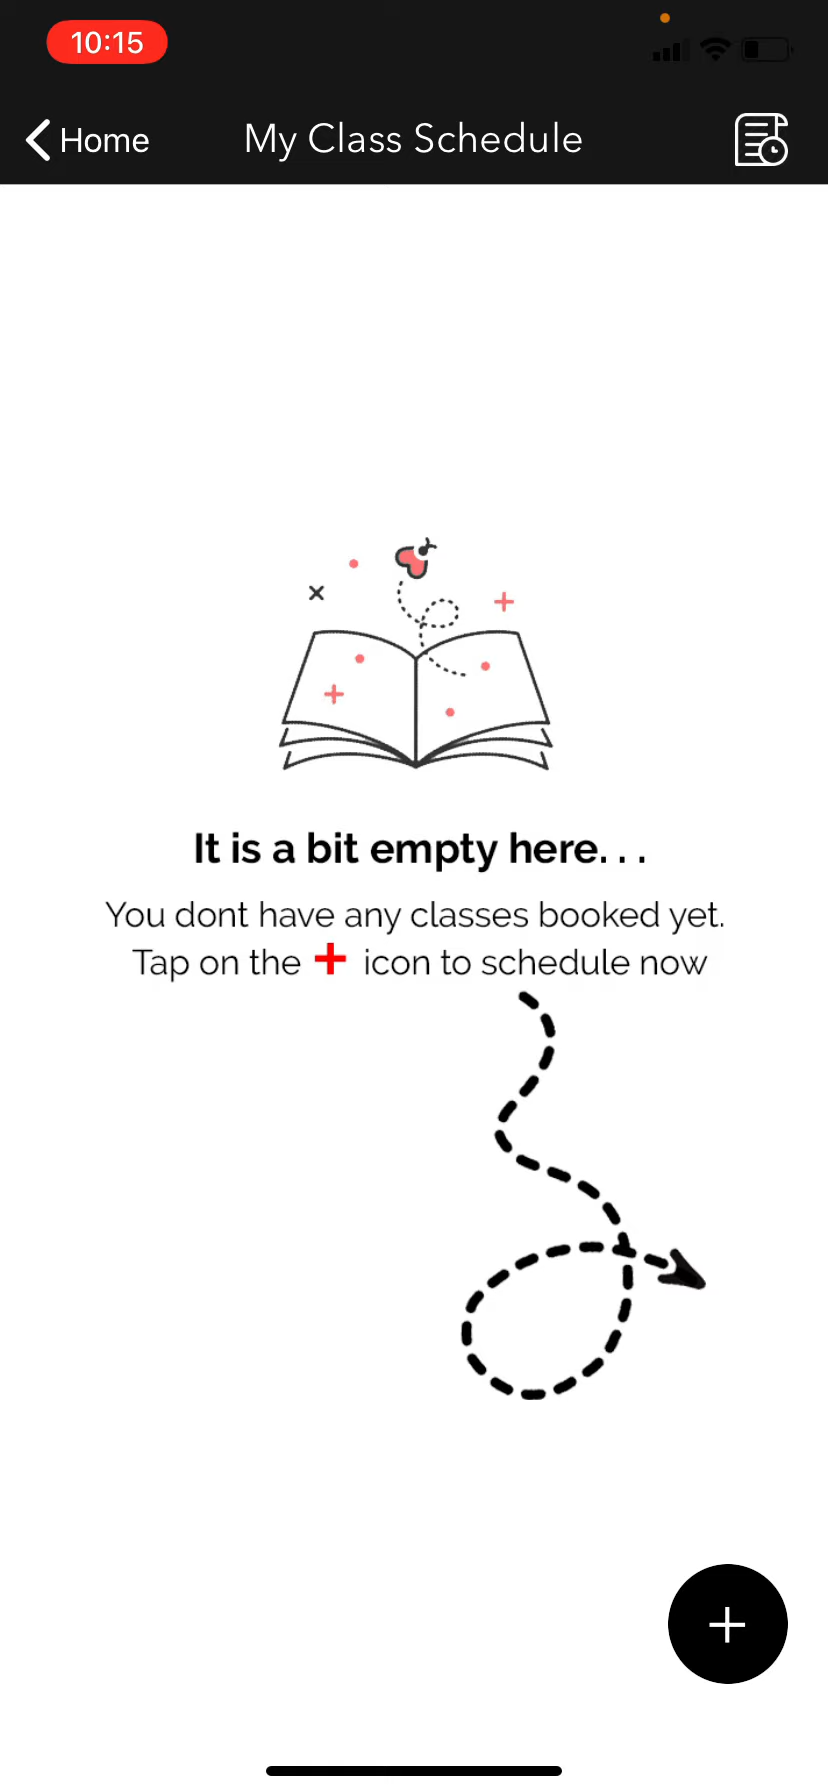 10:15
Home
My Class Schedule
It is a bit empty here...
You dont have any classes booked yet.
Tap on the + icon to schedule now
+